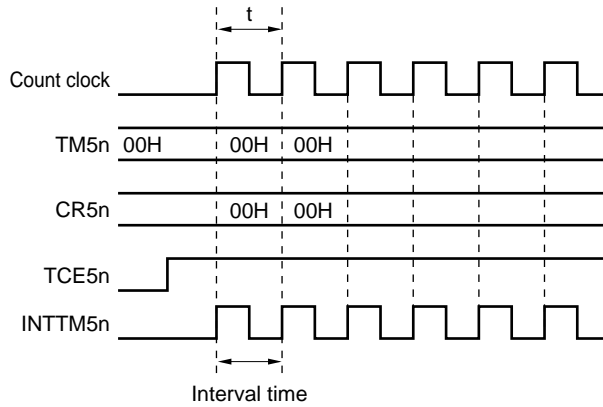 t
Count clock
TM5n 00H 00H 00H
CR5n 00H 00H
TCE5n
INTTM5n
Interval time